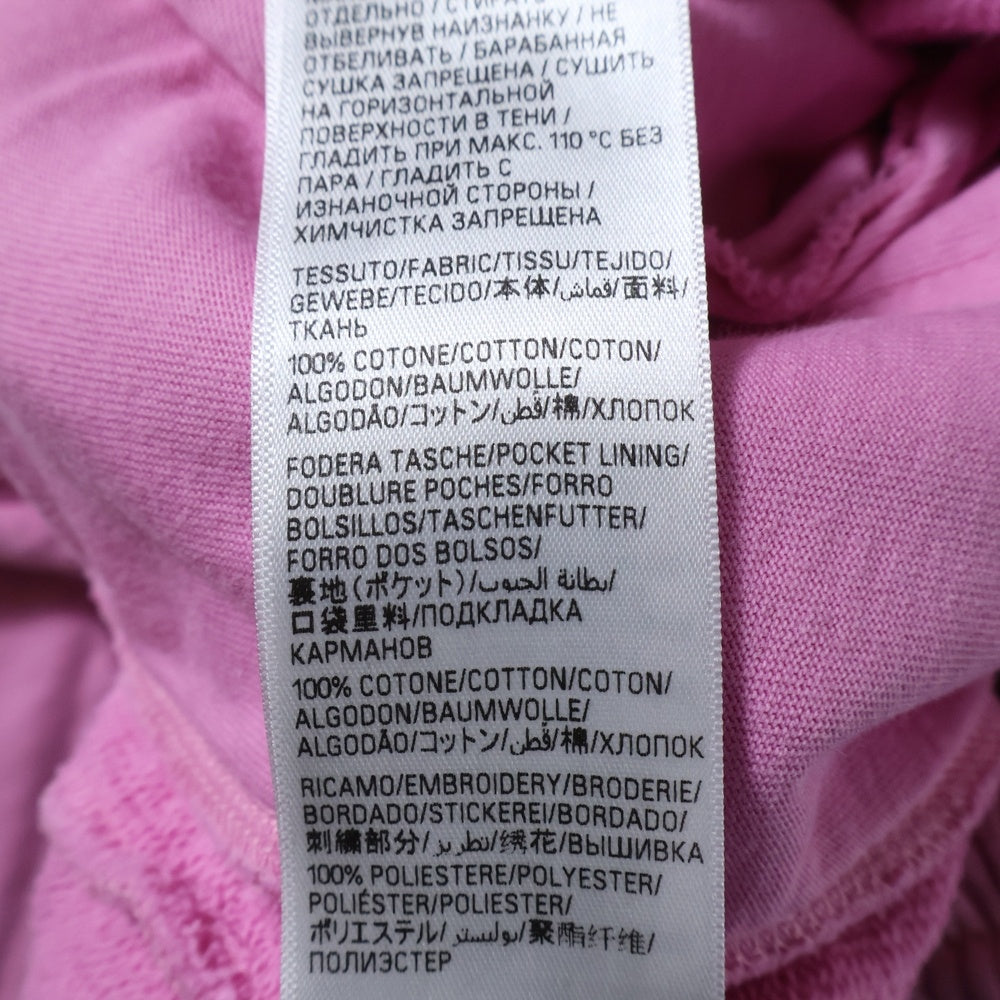 ОТДЕЛЬНО / СТИРАТЬ
ВЫВЕРНУВ НАИЗНАНКУ / НЕ
ОТБЕЛИВАТЬ / БАРАБАННАЯ
СУШКА ЗАПРЕЩЕНА / СУШИТЬ
НА ГОРИЗОНТАЛЬНОЙ
ПОВЕРХНОСТИ В ТЕНИ /
ГЛАДИТЬ ПРИ МАКС. 110 °C БЕЗ
ПАРА / ГЛАДИТЬ С
ИЗНАНОЧНОЙ СТОРОНЫ /
ХИМЧИСТКА ЗАПРЕЩЕНА
TESSUTO/FABRIC/TISSU/TEJIDO/
GEWEBE/TECIDO/本体/قماش/面料/
ТКАНЬ
100% COTONE/COTTON/COTON/
ALGODON/BAUMWOLLE/
ALGODÃO/コットン/قطن/棉/ХЛОПОК
FODERA TASCHE/POCKET LINING/
DOUBLURE POCHES/FORRO
BOLSILLOS/TASCHENFUTTER/
FORRO DOS BOLSOS/
裏地(ポケット)/بطانة الجيوب/
口袋里料/ПОДКЛАДКА
КАРМАНОВ
100% COTONE/COTTON/COTON/
ALGODON/BAUMWOLLE/
ALGODÃO/コットン/قطن/棉/ХЛОПОК
RICAMO/EMBROIDERY/BRODERIE/
BORDADO/STICKEREI/BORDADO/
刺繍部分/تطريز/绣花/ВЫШИВКА
100% POLIESTERE/POLYESTER/
POLIÉSTER/POLIESTER/
ポリエステル/بوليستر/聚酯纤维/
ПОЛИЭСТЕР